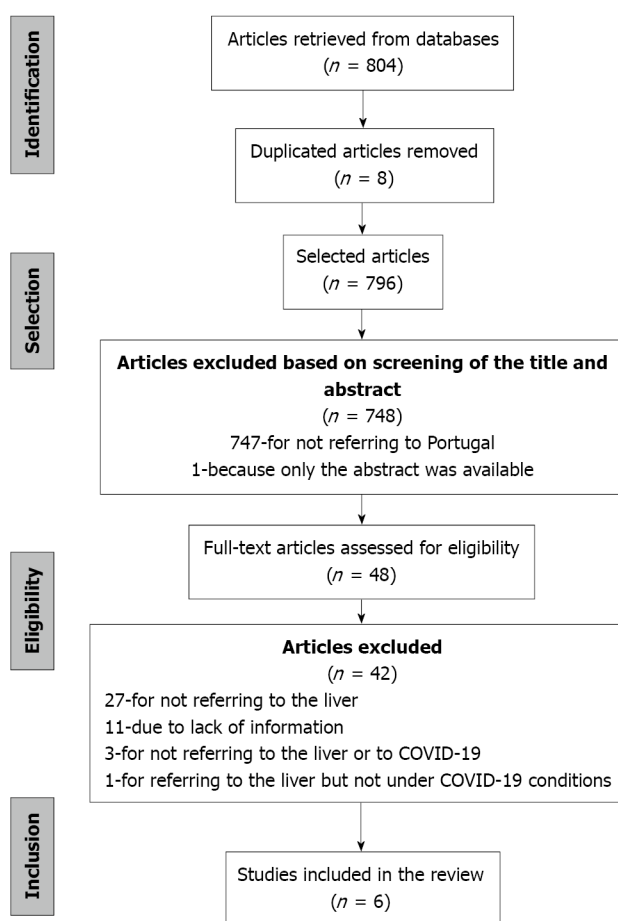 Identification
Articles retrieved from databases
(n = 804)
Duplicated articles removed
(n = 8)
Selection
Selected articles
(n = 796)
Articles excluded based on screening of the title and
abstract
(n = 748)
747-for not referring to Portugal
1-because only the abstract was available
Eligibility
Full-text articles assessed for eligibility
(n = 48)
Articles excluded
(n = 42)
27-for not referring to the liver
11-due to lack of information
3-for not referring to the liver or to COVID-19
1-for referring to the liver but not under COVID-19 conditions
Inclusion
Studies included in the review
(n = 6)